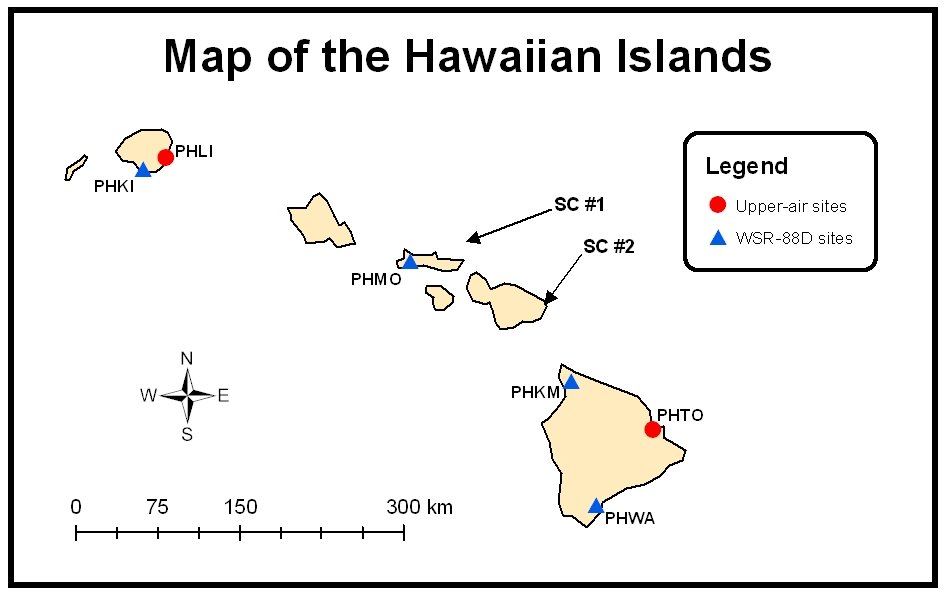 Map of the Hawaiian Islands
PHLI
PHKI
Legend
Upper-air sites
WSR-88D sites
SC #1
SC #2
PHMO
N
W E
S
PHKM
PHTO
PHWA
0 75 150 300 km